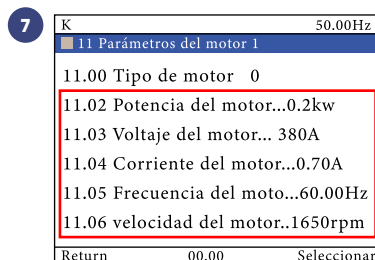 7
K 50.00Hz
11 Parámetros del motor 1
11.00 Tipo de motor 0
11.02 Potencia del motor...0.2kw
11.03 Voltaje del motor... 380A
11.04 Corriente del motor...0.70A
11.05 Frecuencia del moto...60.00Hz
11.06 velocidad del motor..1650rpm
Return 00.00 Seleccionar